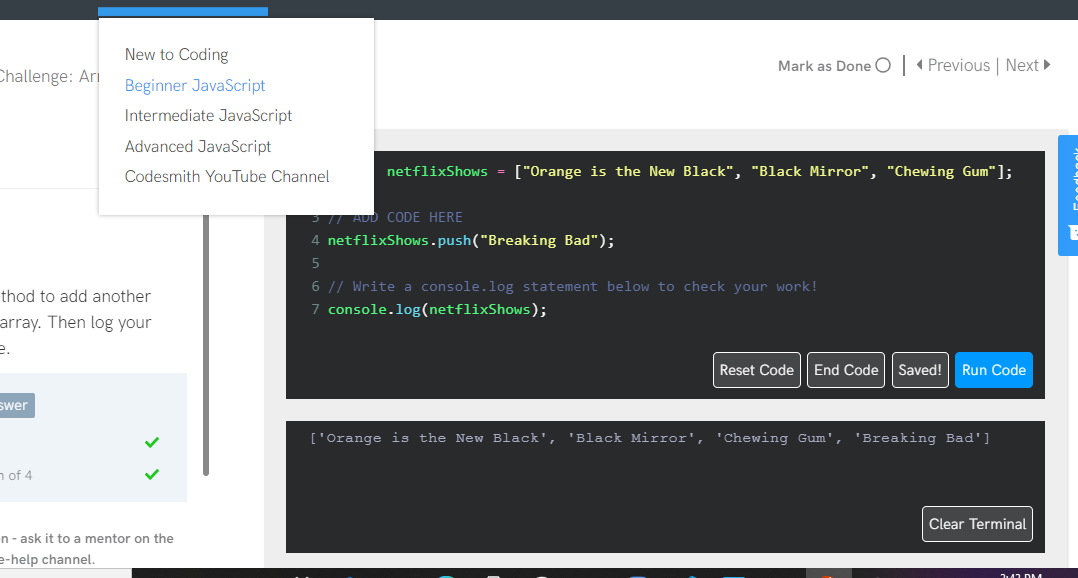 New to Coding
Beginner JavaScript
Intermediate JavaScript
Advanced JavaScript
Codesmith YouTube Channel
Challenge:
Mark as Done
Previous | Next
netflixShows = ["Orange is the New Black", "Black Mirror", "Chewing Gum"];
3 // ADD CODE HERE
4 netflixShows.push("Breaking Bad");
5
6 // Write a console.log statement below to check your work!
7 console.log(netflixShows);
Reset Code
End Code
Saved!
Run Code
thod to add another
array. Then log your
e.
swer
n of 4
n - ask it to a mentor on the
e-help channel.
['Orange is the New Black', 'Black Mirror', 'Chewing Gum', 'Breaking Bad']
Clear Terminal
Feedback